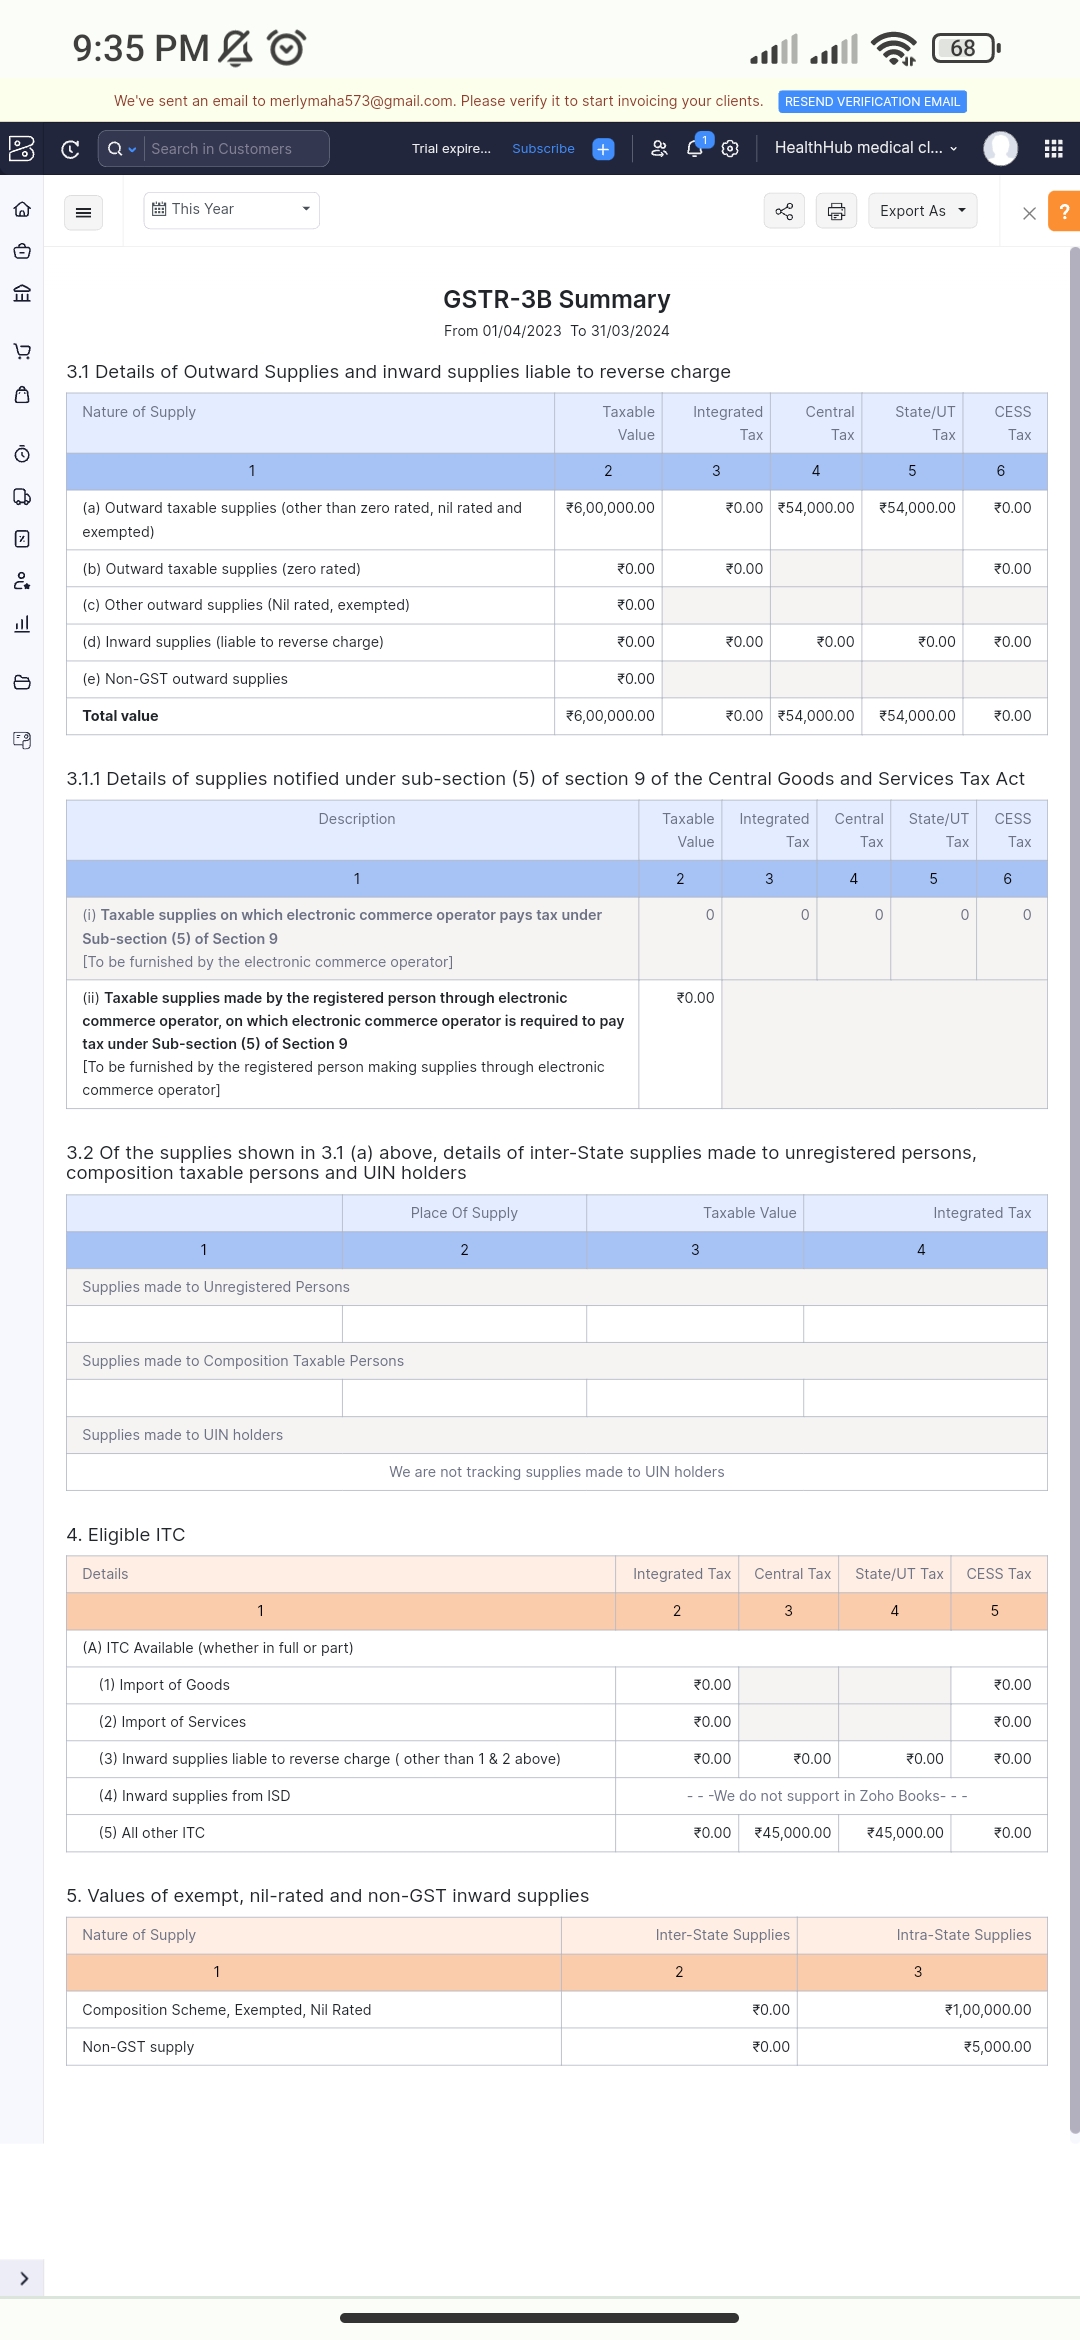 9:35 PM
68
We've sent an email to merlymaha573@gmail.com. Please verify it to start invoicing your clients. RESEND VERIFICATION EMAIL
Search in Customers Trial expire... Subscribe 1 HealthHub medical cl...
This Year Export As ?
GSTR-3B Summary
From 01/04/2023 To 31/03/2024
3.1 Details of Outward Supplies and inward supplies liable to reverse charge
Nature of Supply Taxable Integrated Central State/UT CESS
Value Tax Tax Tax Tax
1 2 3 4 5 6
(a) Outward taxable supplies (other than zero rated, nil rated and ₹6,00,000.00 ₹0.00 ₹54,000.00 ₹54,000.00 ₹0.00
exempted)
(b) Outward taxable supplies (zero rated) ₹0.00 ₹0.00 ₹0.00
(c) Other outward supplies (Nil rated, exempted) ₹0.00
(d) Inward supplies (liable to reverse charge) ₹0.00 ₹0.00 ₹0.00 ₹0.00 ₹0.00
(e) Non-GST outward supplies ₹0.00
Total value ₹6,00,000.00 ₹0.00 ₹54,000.00 ₹54,000.00 ₹0.00
3.1.1 Details of supplies notified under sub-section (5) of section 9 of the Central Goods and Services Tax Act
Description Taxable Integrated Central State/UT CESS
Value Tax Tax Tax Tax
1 2 3 4 5 6
(i) Taxable supplies on which electronic commerce operator pays tax under 0 0 0 0 0
Sub-section (5) of Section 9
[To be furnished by the electronic commerce operator]
(ii) Taxable supplies made by the registered person through electronic ₹0.00
commerce operator, on which electronic commerce operator is required to pay
tax under Sub-section (5) of Section 9
[To be furnished by the registered person making supplies through electronic
commerce operator]
3.2 Of the supplies shown in 3.1 (a) above, details of inter-State supplies made to unregistered persons,
composition taxable persons and UIN holders
Place Of Supply Taxable Value Integrated Tax
1 2 3 4
Supplies made to Unregistered Persons
Supplies made to Composition Taxable Persons
Supplies made to UIN holders
We are not tracking supplies made to UIN holders
4. Eligible ITC
Details Integrated Tax Central Tax State/UT Tax CESS Tax
1 2 3 4 5
(A) ITC Available (whether in full or part)
(1) Import of Goods ₹0.00 ₹0.00
(2) Import of Services ₹0.00 ₹0.00
(3) Inward supplies liable to reverse charge ( other than 1 & 2 above) ₹0.00 ₹0.00 ₹0.00 ₹0.00
(4) Inward supplies from ISD - - -We do not support in Zoho Books- - -
(5) All other ITC ₹0.00 ₹45,000.00 ₹45,000.00 ₹0.00
5. Values of exempt, nil-rated and non-GST inward supplies
Nature of Supply Inter-State Supplies Intra-State Supplies
1 2 3
Composition Scheme, Exempted, Nil Rated ₹0.00 ₹1,00,000.00
Non-GST supply ₹0.00 ₹5,000.00